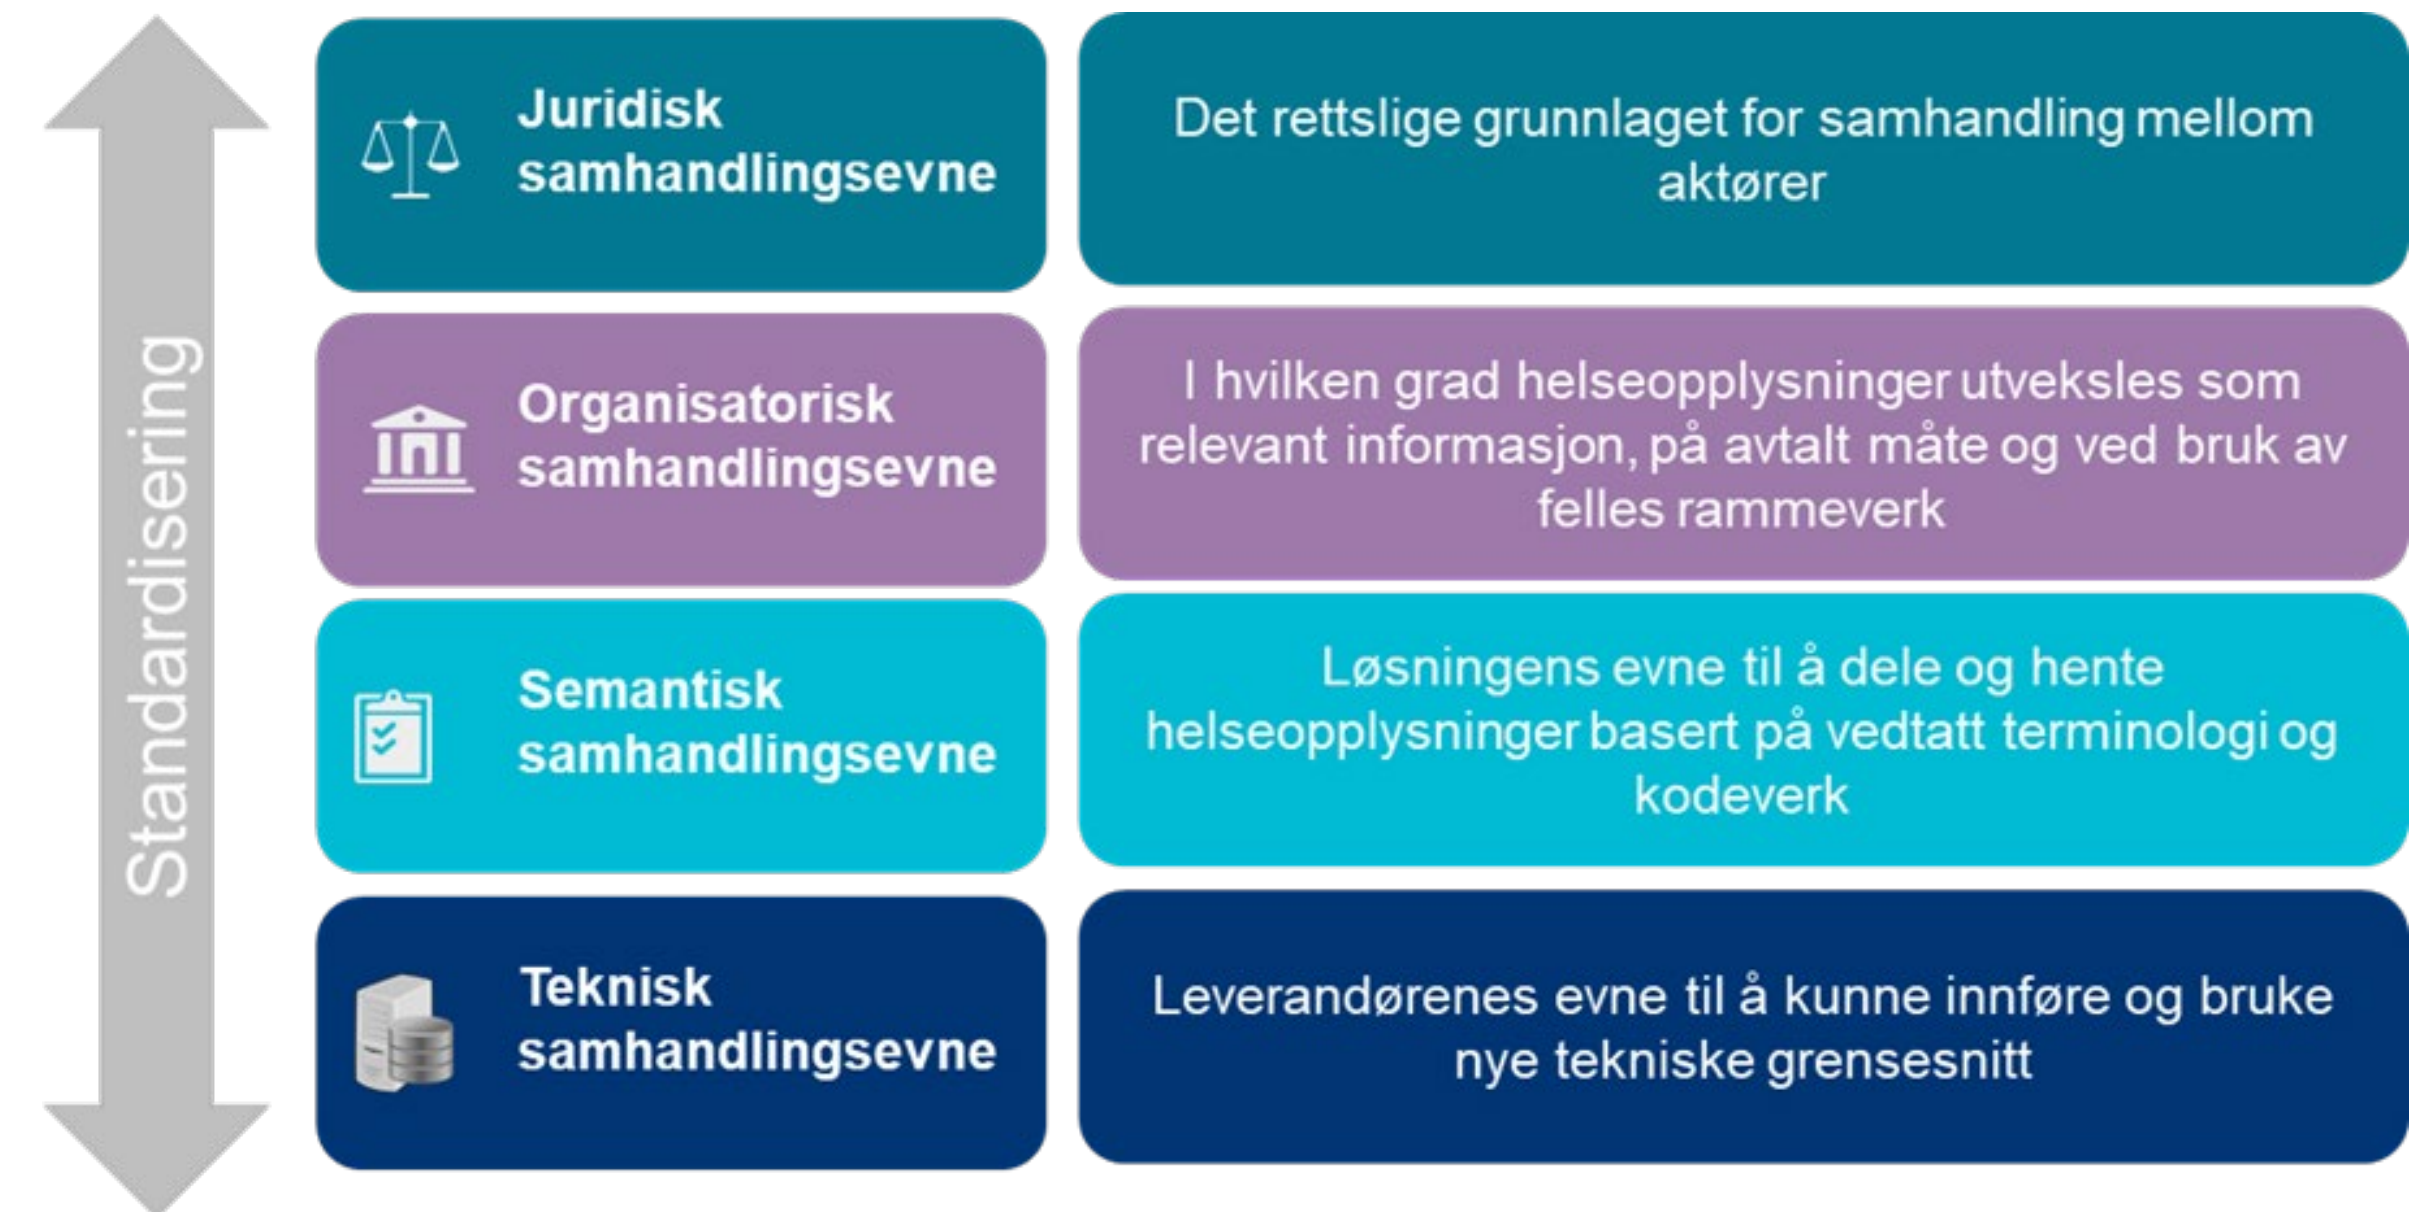 Standardisering
Juridisk
samhandlingsevne
Det rettslige grunnlaget for samhandling mellom
aktører
Organisatorisk
samhandlingsevne
I hvilken grad helseopplysninger utveksles som
relevant informasjon, på avtalt måte og ved bruk av
felles rammeverk
Semantisk
samhandlingsevne
Løsningens evne til å dele og hente
helseopplysninger basert på vedtatt terminologi og
kodeverk
Teknisk
samhandlingsevne
Leverandørenes evne til å kunne innføre og bruke
nye tekniske grensesnitt